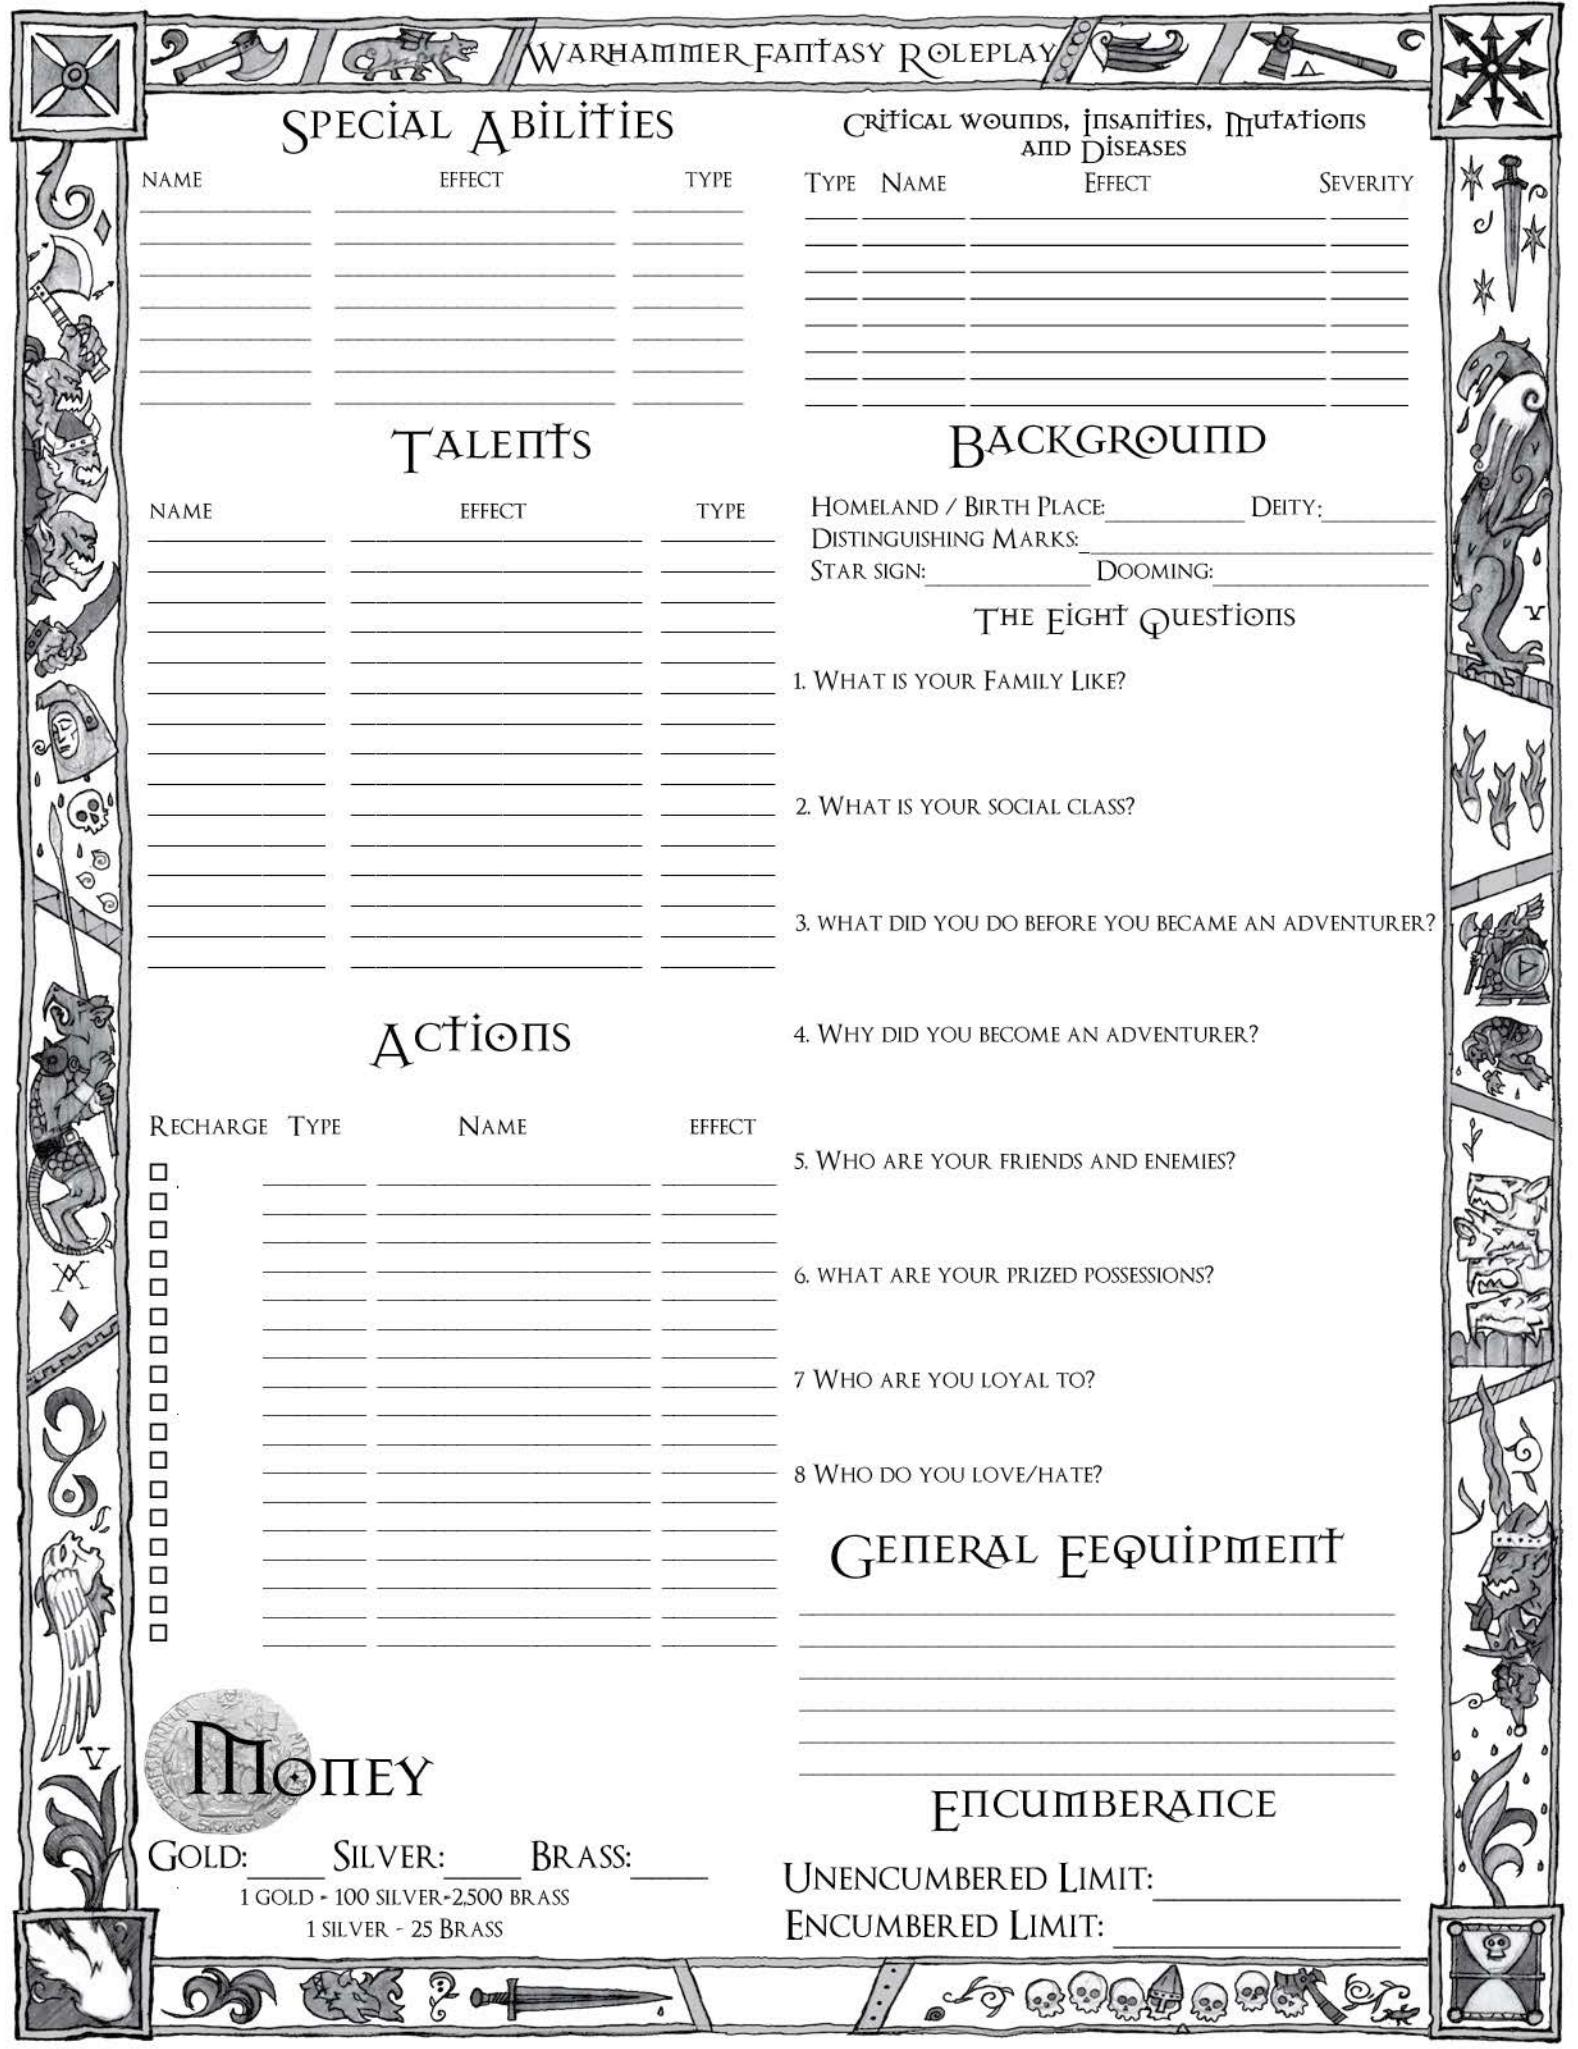 Warhammer Fantasy Roleplay
Special Abilities
NAME EFFECT TYPE
Talents
NAME EFFECT TYPE
Actions
Recharge Type Name EFFECT
Money
Gold: Silver: Brass:
1 GOLD - 100 SILVER-2,500 BRASS
1 SILVER - 25 Brass
Critical wounds, insanities, Mutations
and Diseases
Type Name Effect Severity
Background
Homeland / Birth Place: Deity:
Distinguishing Marks:
Star sign: Dooming:
The Eight Questions
1. What is your Family Like?
2. What is your social class?
3. what did you do before you became an adventurer?
4. Why did you become an adventurer?
5. Who are your friends and enemies?
6. what are your prized possessions?
7 Who are you loyal to?
8 Who do you love/hate?
General Eequipment
Encumberance
Unencumbered Limit:
Encumbered Limit: